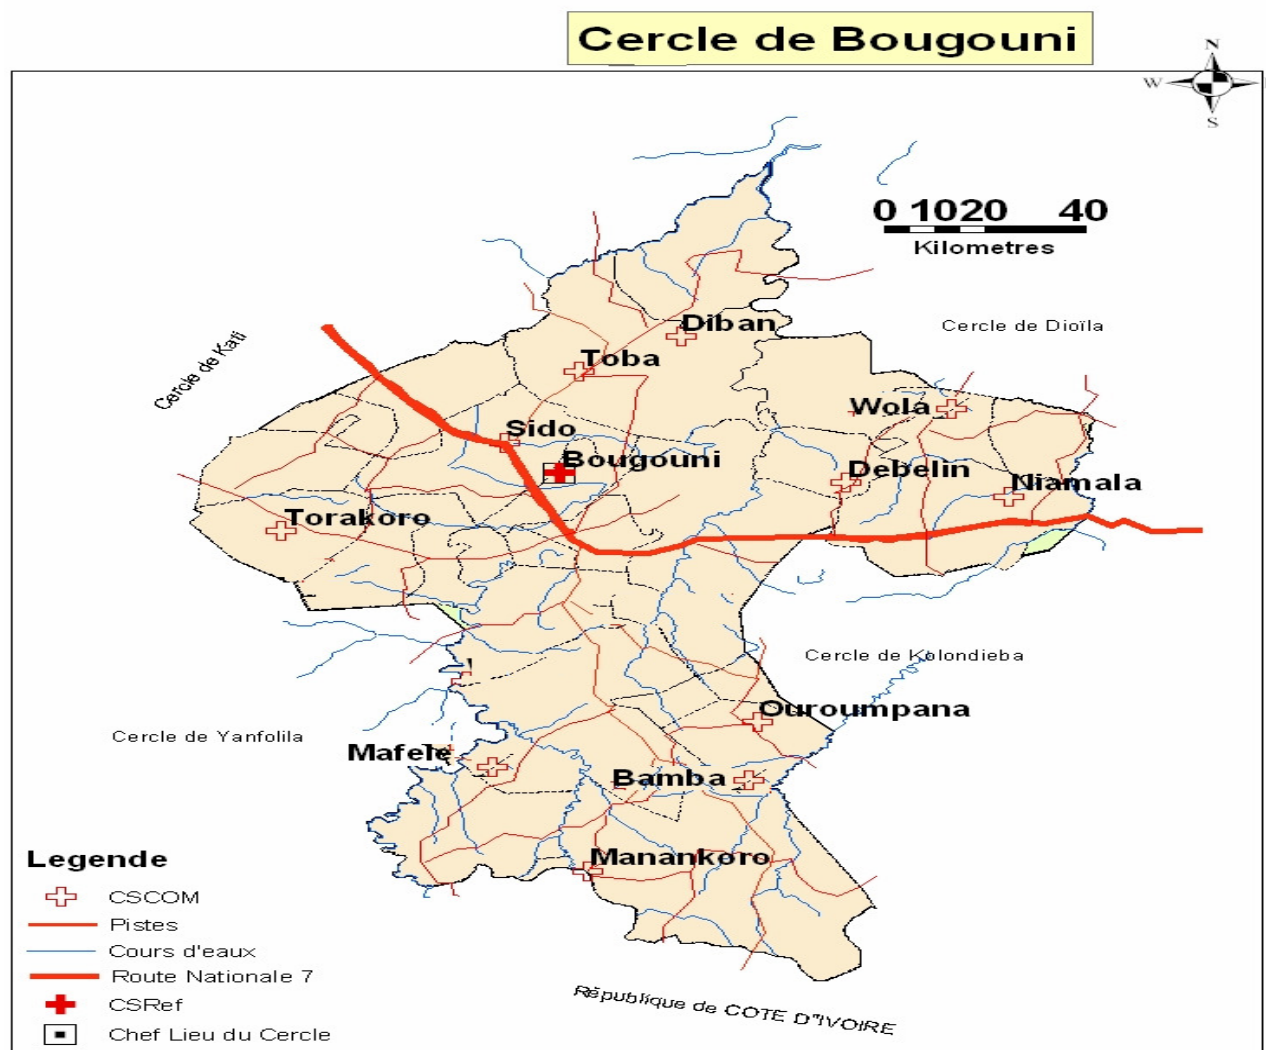 Cercle de Bougouni
N
W
S
0 1020 40
Kilometres
Cercle de Kati
Cercle de Dioïla
Diban
Toba
Wola
Sido
Bougouni
Debelin
Niamala
Torakoro
Cercle de Kolondieba
Ouroumpana
Cercle de Yanfolila
Mafele
Bamba
Manankoro
Legende
CSCOM
Pistes
Cours d'eaux
Route Nationale 7
CSRef
Chef Lieu du Cercle
République de COTE D"IVOIRE